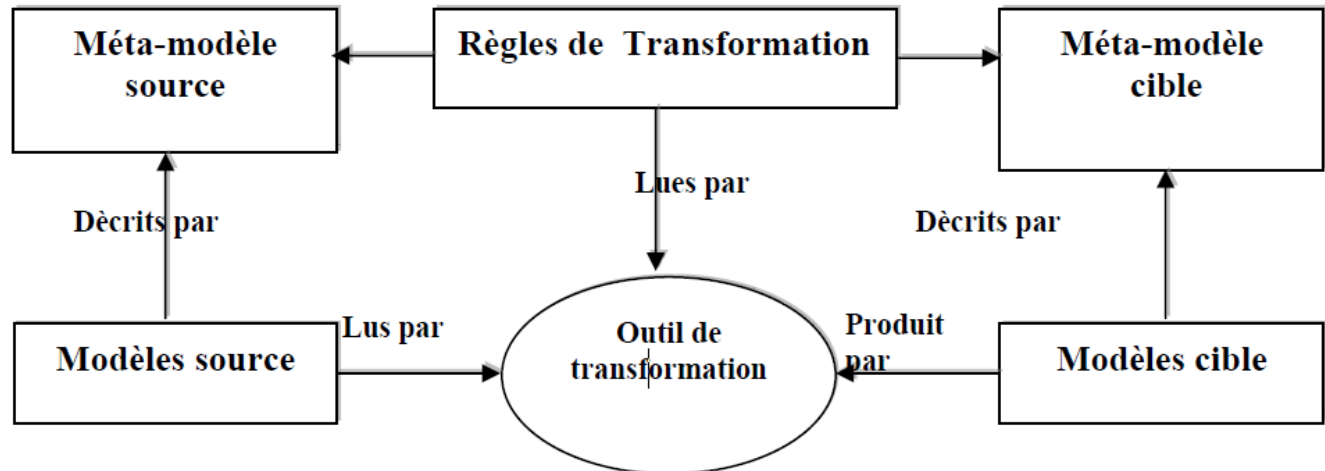 Méta-modèle
source
Règles de Transformation
Méta-modèle
cible
Lues par
Dècrits par
Dècrits par
Lus par
Outil de
transformation
Produit
par
Modèles source
Modèles cible